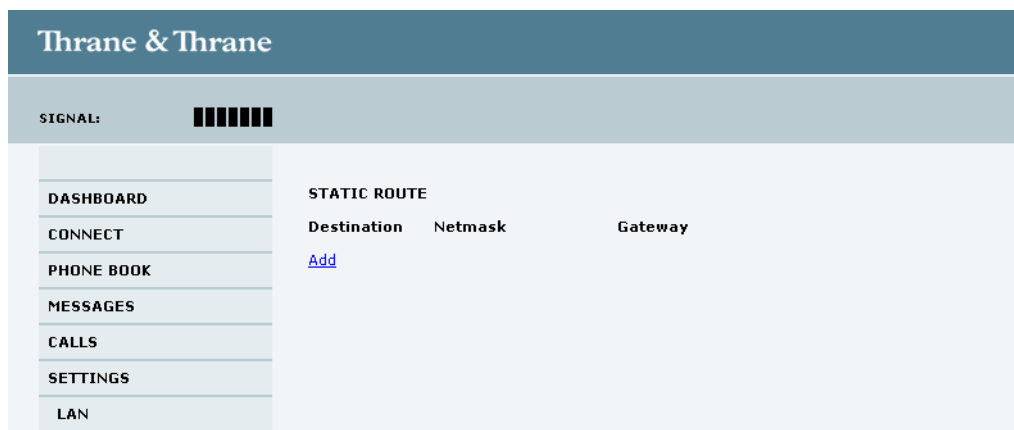 Thrane & Thrane
SIGNAL:
DASHBOARD
CONNECT
PHONE BOOK
MESSAGES
CALLS
SETTINGS
LAN
STATIC ROUTE
Destination Netmask Gateway
Add